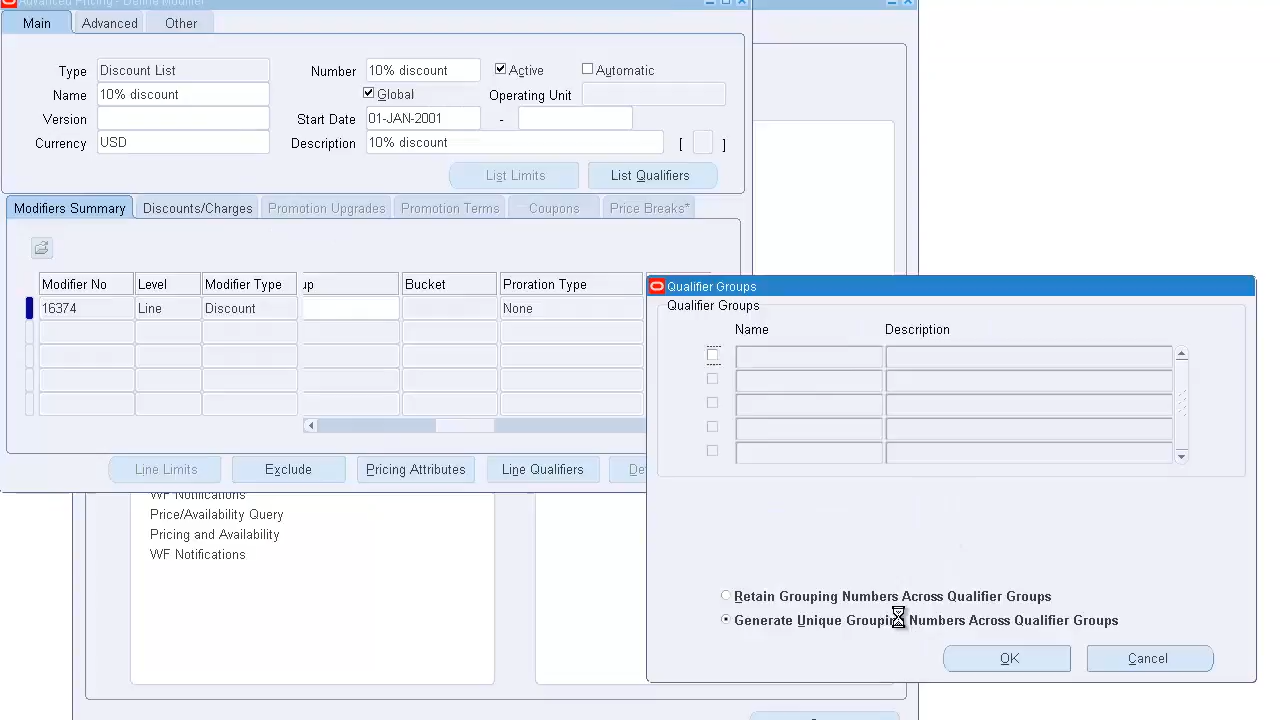 Advanced Pricing - Define Modifier
Main Advanced Other
Type Discount List Number 10% discount Active Automatic
Name 10% discount Global Operating Unit
Version Start Date 01-JAN-2001 -
Currency USD Description 10% discount [ ]
List Limits List Qualifiers
Modifiers Summary Discounts/Charges Promotion Upgrades Promotion Terms Coupons Price Breaks*
Modifier No Level Modifier Type up Bucket Proration Type
16374 Line Discount None
Line Limits Exclude Pricing Attributes Line Qualifiers De
WF Notifications
Price/Availability Query
Pricing and Availability
WF Notifications
Qualifier Groups
Qualifier Groups
Name Description
Retain Grouping Numbers Across Qualifier Groups
Generate Unique Grouping Numbers Across Qualifier Groups
OK Cancel